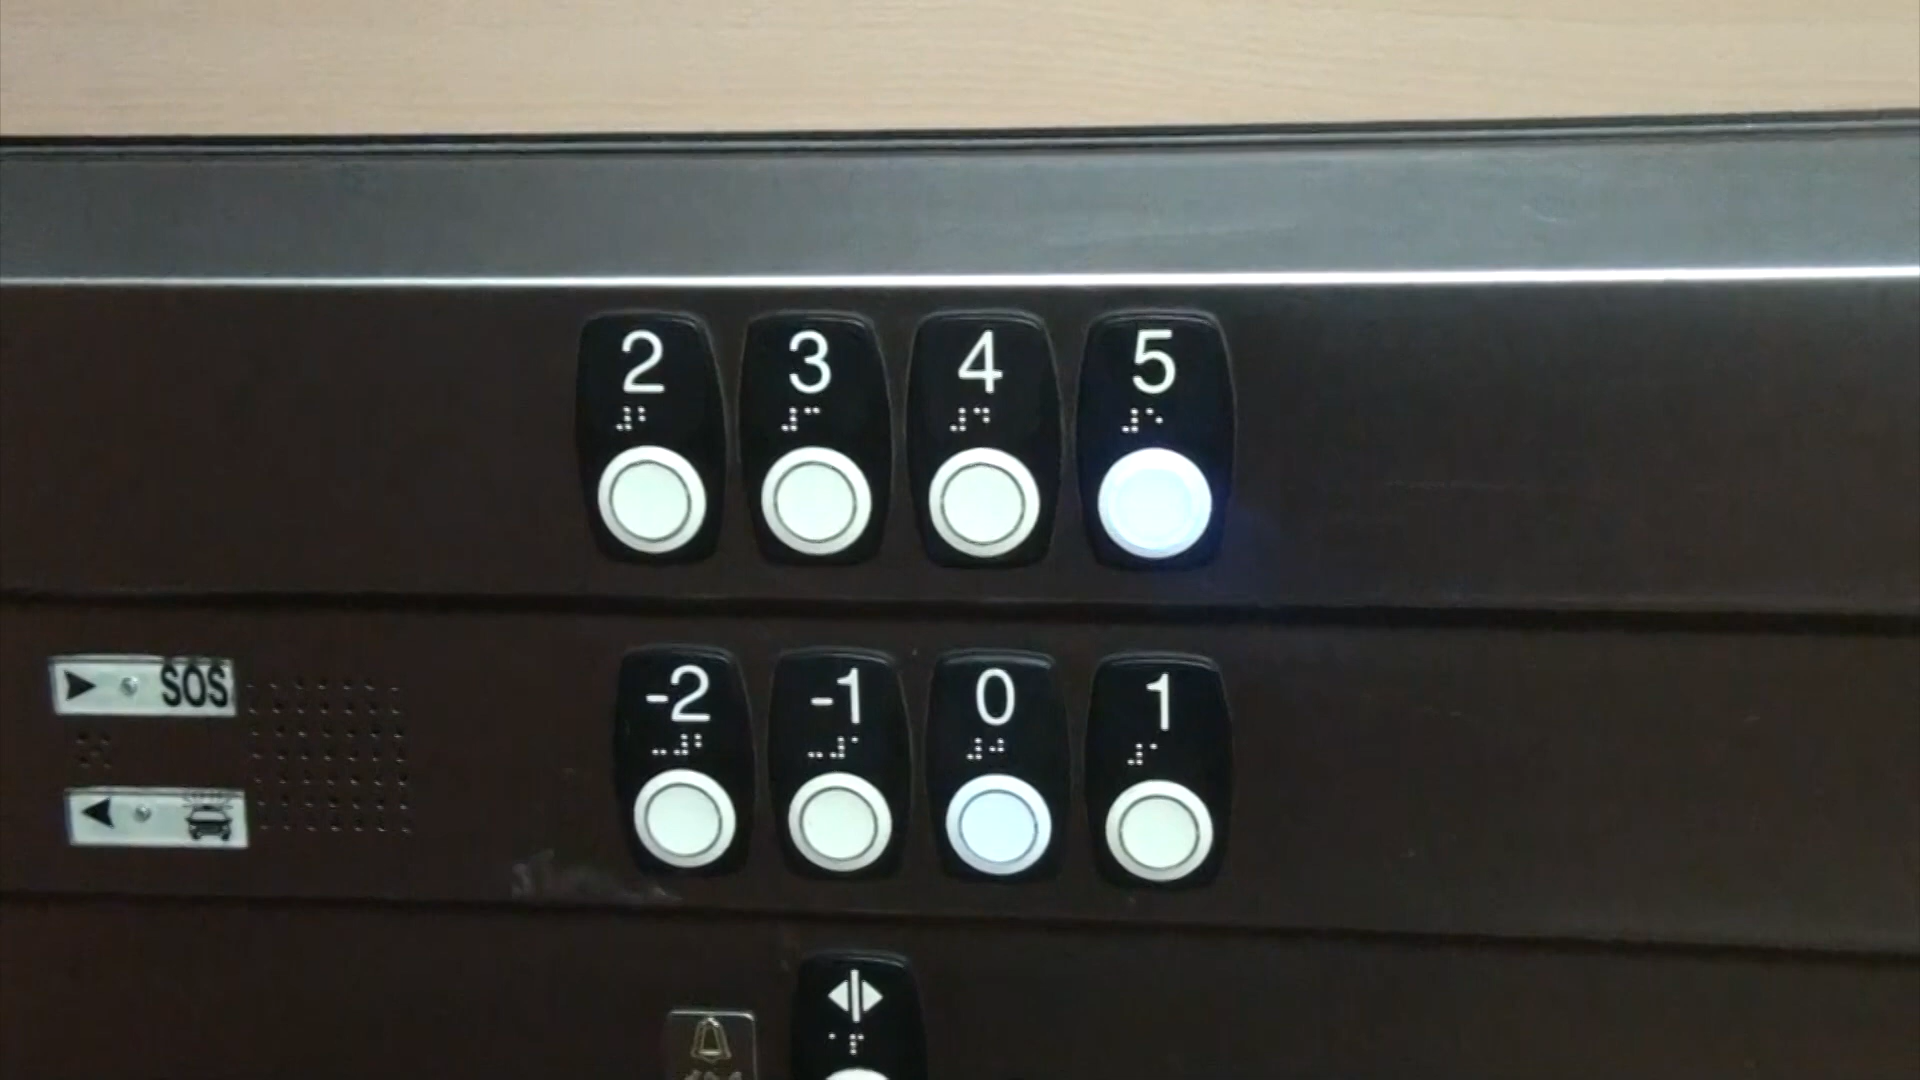 2 3 4 5
⠼⠃ ⠼⠉ ⠼⠙ ⠼⠑
SOS
-2 -1 0 1
⠤⠼⠃ ⠤⠼⠁ ⠼⠚ ⠼⠁